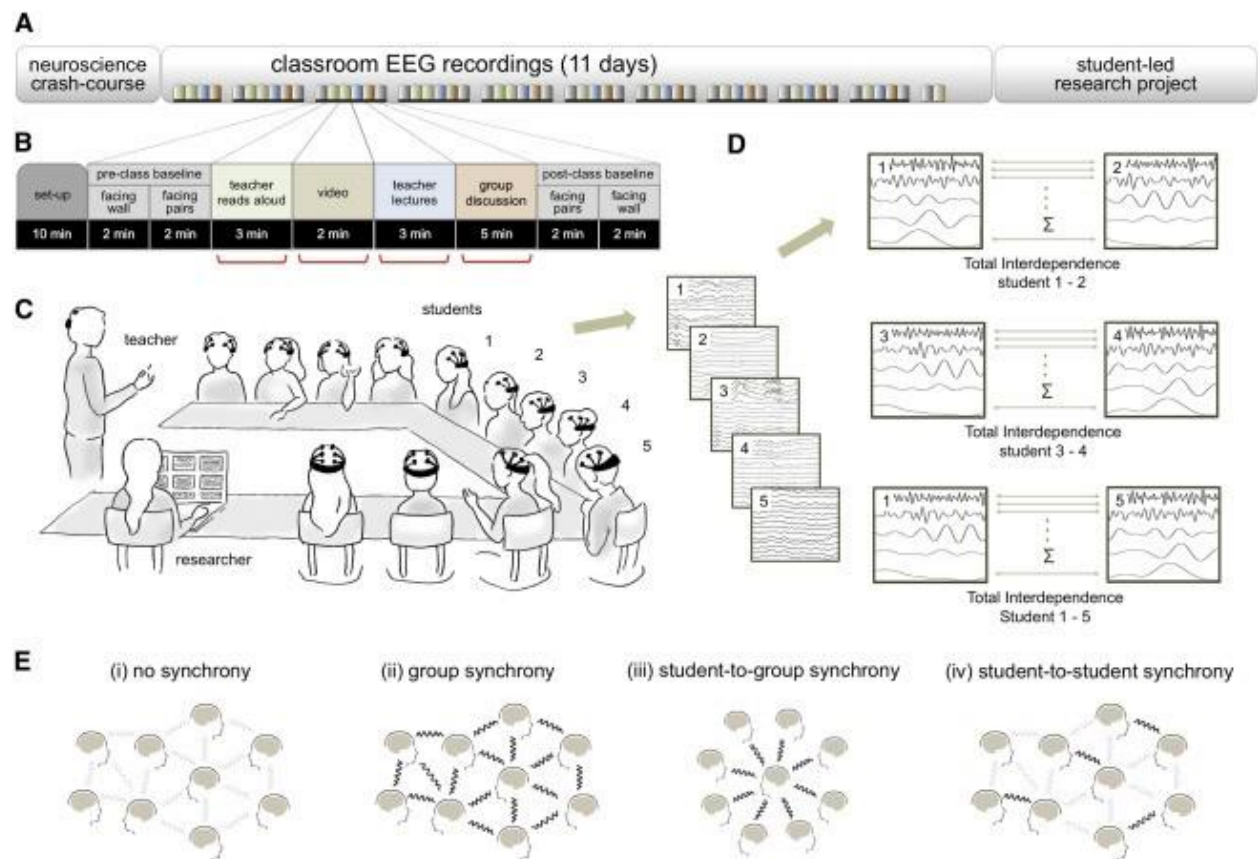 A
neuroscience
crash-course
classroom EEG recordings (11 days)
student-led
research project
B
set-up
pre-class baseline
facing
wall
facing
pairs
teacher
reads aloud
video
teacher
lectures
group
discussion
post-class baseline
facing
pairs
facing
wall
10 min
2 min
2 min
3 min
2 min
3 min
5 min
2 min
2 min
C
teacher
students
1
2
3
4
5
researcher
1
2
3
4
5
D
1
2
Σ
Total Interdependence
student 1 - 2
3
4
Σ
Total Interdependence
student 3 - 4
1
5
Σ
Total Interdependence
Student 1 - 5
E
(i) no synchrony
(ii) group synchrony
(iii) student-to-group synchrony
(iv) student-to-student synchrony